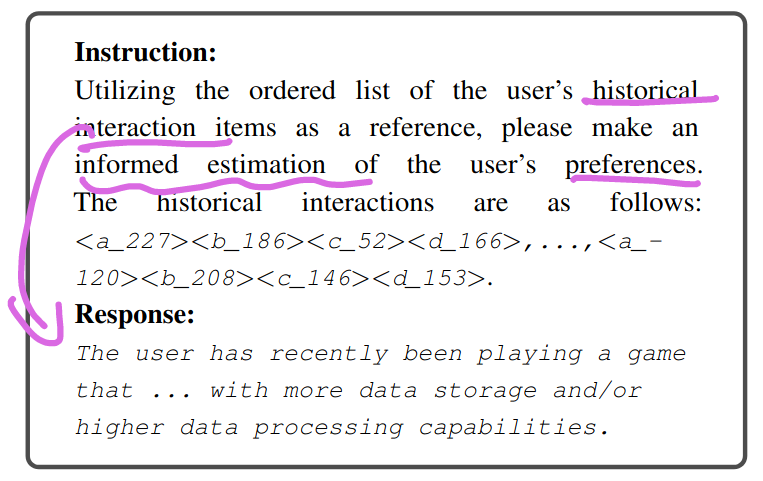 Instruction:
Utilizing the ordered list of the user's historical
interaction items as a reference, please make an
informed estimation of the user's preferences.
The historical interactions are as follows:
<a_227><b_186><c_52><d_166>,...,<a_-
120><b_208><c_146><d_153>.
Response:
The user has recently been playing a game
that ... with more data storage and/or
higher data processing capabilities.